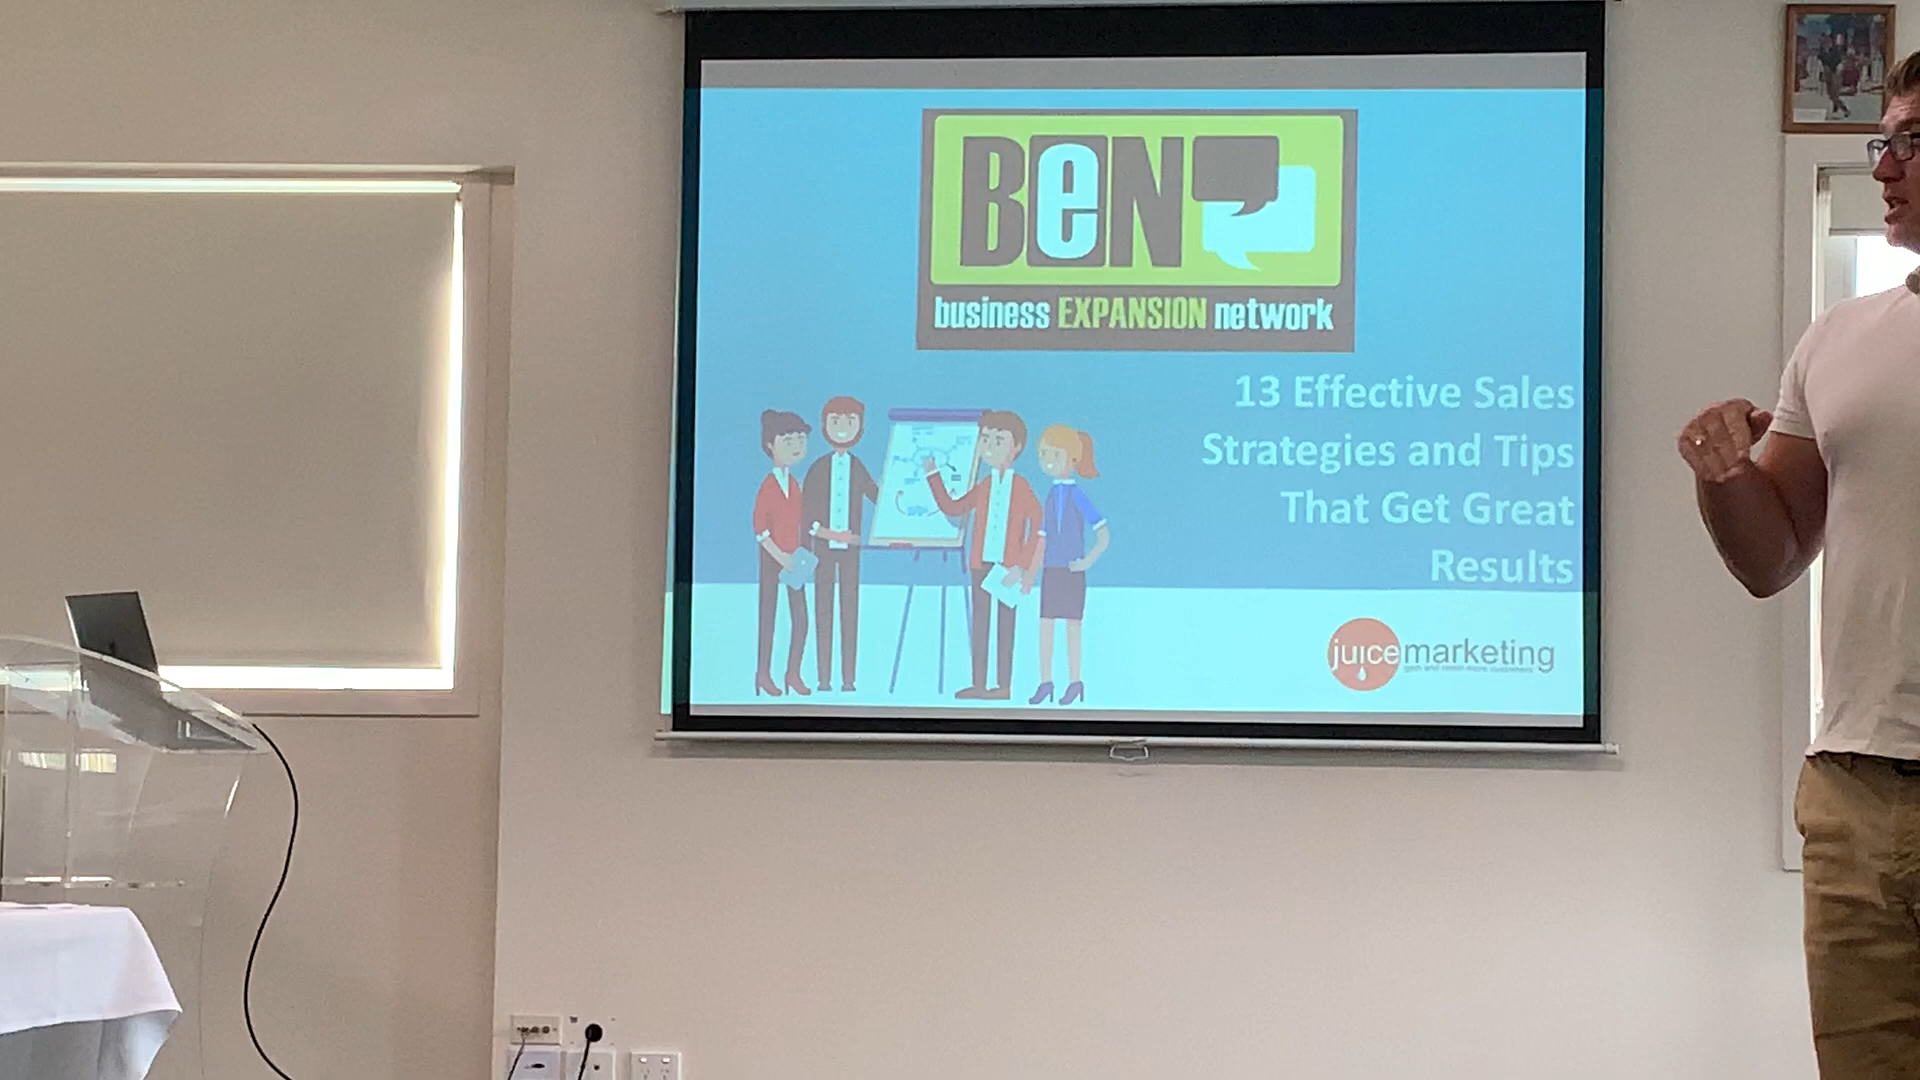 BeN
business EXPANSION network
13 Effective Sales
Strategies and Tips
That Get Great
Results
juicemarketing